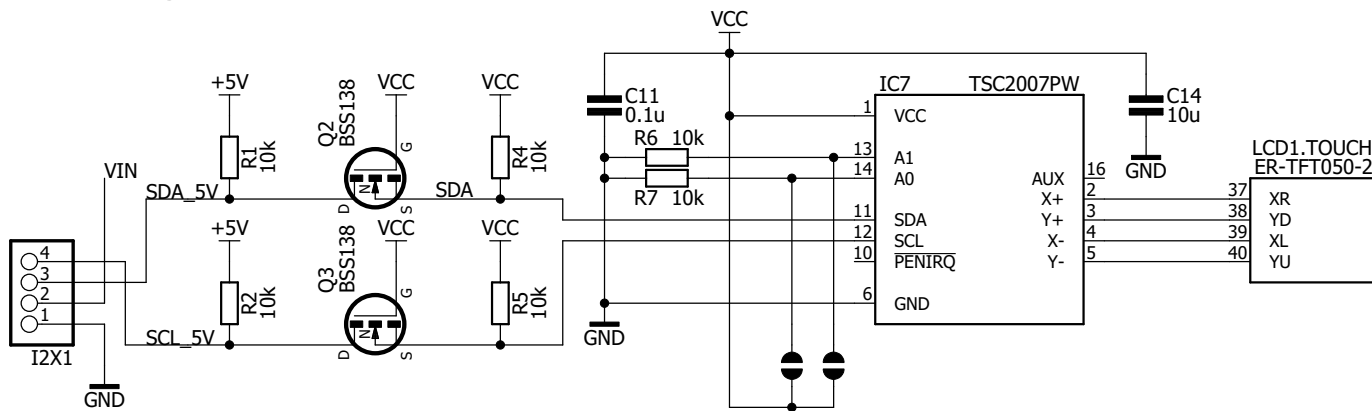 VCC
+5V
VCC
VCC
Q2
BSS138
G
R1
10k
R4
10k
N
D
S
VIN
SDA_5V
SDA
+5V
VCC
VCC
Q3
BSS138
G
R2
10k
R5
10k
N
D
S
SCL_5V
4
3
2
1
I2X1
GND
C11
0.1u
R6 10k
R7 10k
GND
IC7 TSC2007PW
1 VCC
13 A1
14 A0
11 SDA
12 SCL
10 PENIRQ
6 GND
AUX 16
X+ 2
Y+ 3
X- 4
Y- 5
C14
10u
GND
LCD1.TOUCH
ER-TFT050-2
37 XR
38 YD
39 XL
40 YU